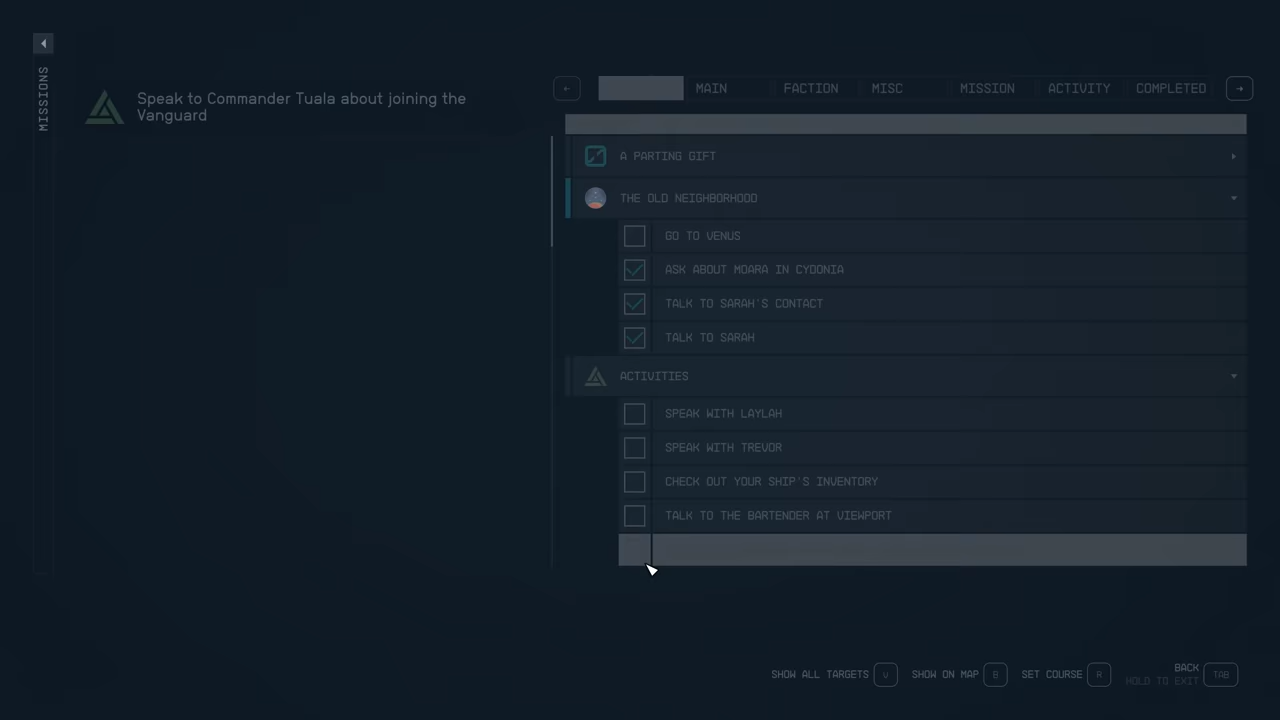 MISSIONS
Speak to Commander Tuala about joining the
Vanguard
MAIN
FACTION
MISC
MISSION
ACTIVITY
COMPLETED
A PARTING GIFT
THE OLD NEIGHBORHOOD
GO TO VENUS
ASK ABOUT MOARA IN CYDONIA
TALK TO SARAH'S CONTACT
TALK TO SARAH
ACTIVITIES
SPEAK WITH LAYLAH
SPEAK WITH TREVOR
CHECK OUT YOUR SHIP'S INVENTORY
TALK TO THE BARTENDER AT VIEWPORT
SHOW ALL TARGETS V
SHOW ON MAP B
SET COURSE R
BACK
HOLD TO EXIT
TAB